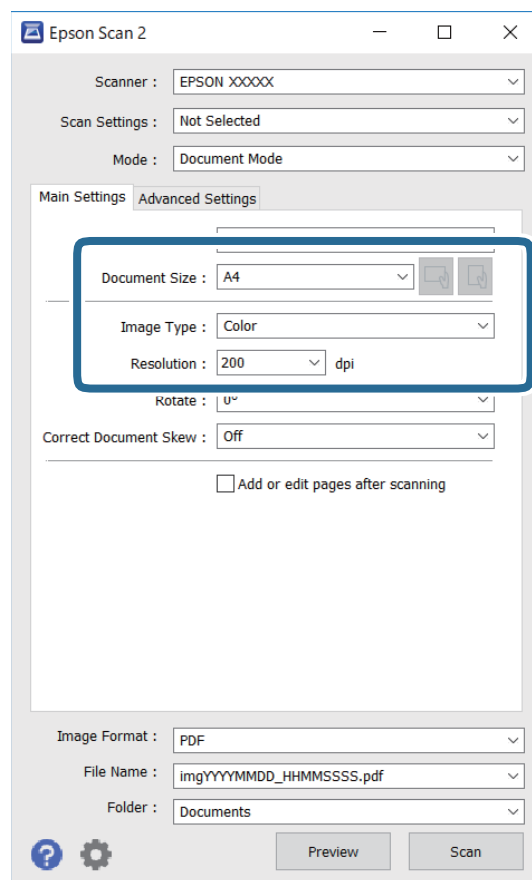 Epson Scan 2
Scanner : EPSON XXXXX
Scan Settings : Not Selected
Mode : Document Mode
Main Settings Advanced Settings
Document Size : A4
Image Type : Color
Resolution : 200 dpi
Rotate : 0°
Correct Document Skew : Off
Add or edit pages after scanning
Image Format : PDF
File Name : imgYYYYMMDD_HHMMSSSS.pdf
Folder : Documents
? Preview Scan